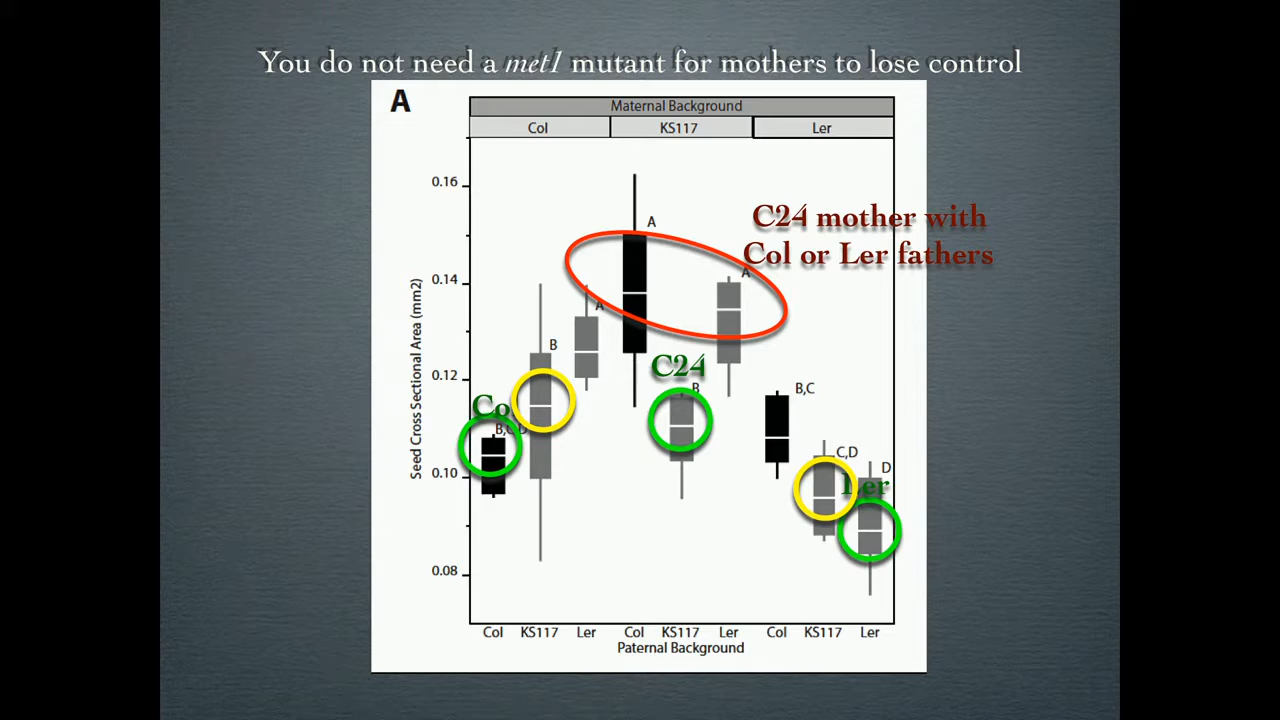 You do not need a met1 mutant for mothers to lose control
A
Maternal Background
Col KS117 Ler
0.16
0.14
0.12
0.10
0.08
Seed Cross Sectional Area (mm2)
C24 mother with
Col or Ler fathers
A
A
A
B
C24
B
B,C
Col
B,C,D
C,D
D
Ler
Col KS117 Ler Col KS117 Ler Col KS117 Ler
Paternal Background